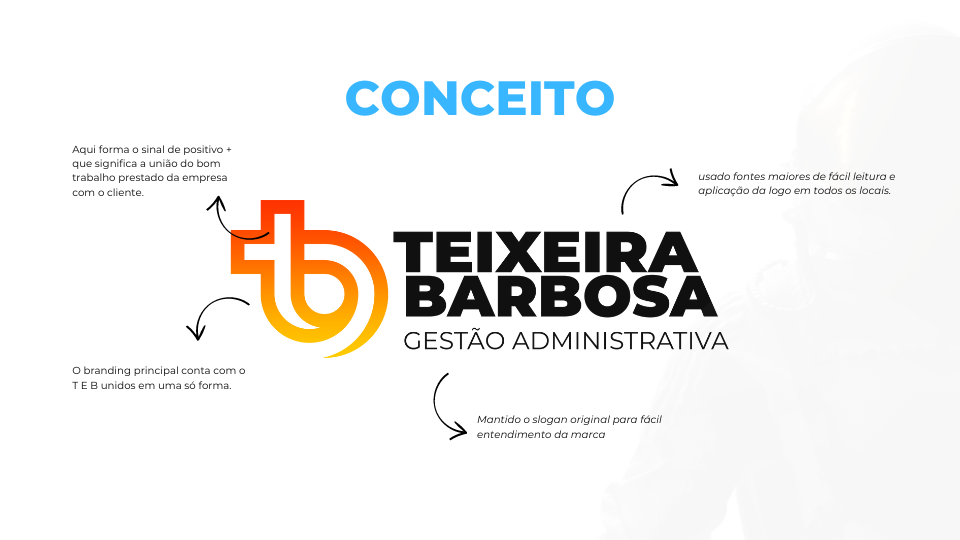 CONCEITO
Aqui forma o sinal de positivo +
que significa a união do bom
trabalho prestado da empresa
com o cliente.
usado fontes maiores de fácil leitura e
aplicação da logo em todos os locais.
tb
TEIXEIRA
BARBOSA
GESTÃO ADMINISTRATIVA
O branding principal conta com o
T E B unidos em uma só forma.
Mantido o slogan original para fácil
entendimento da marca